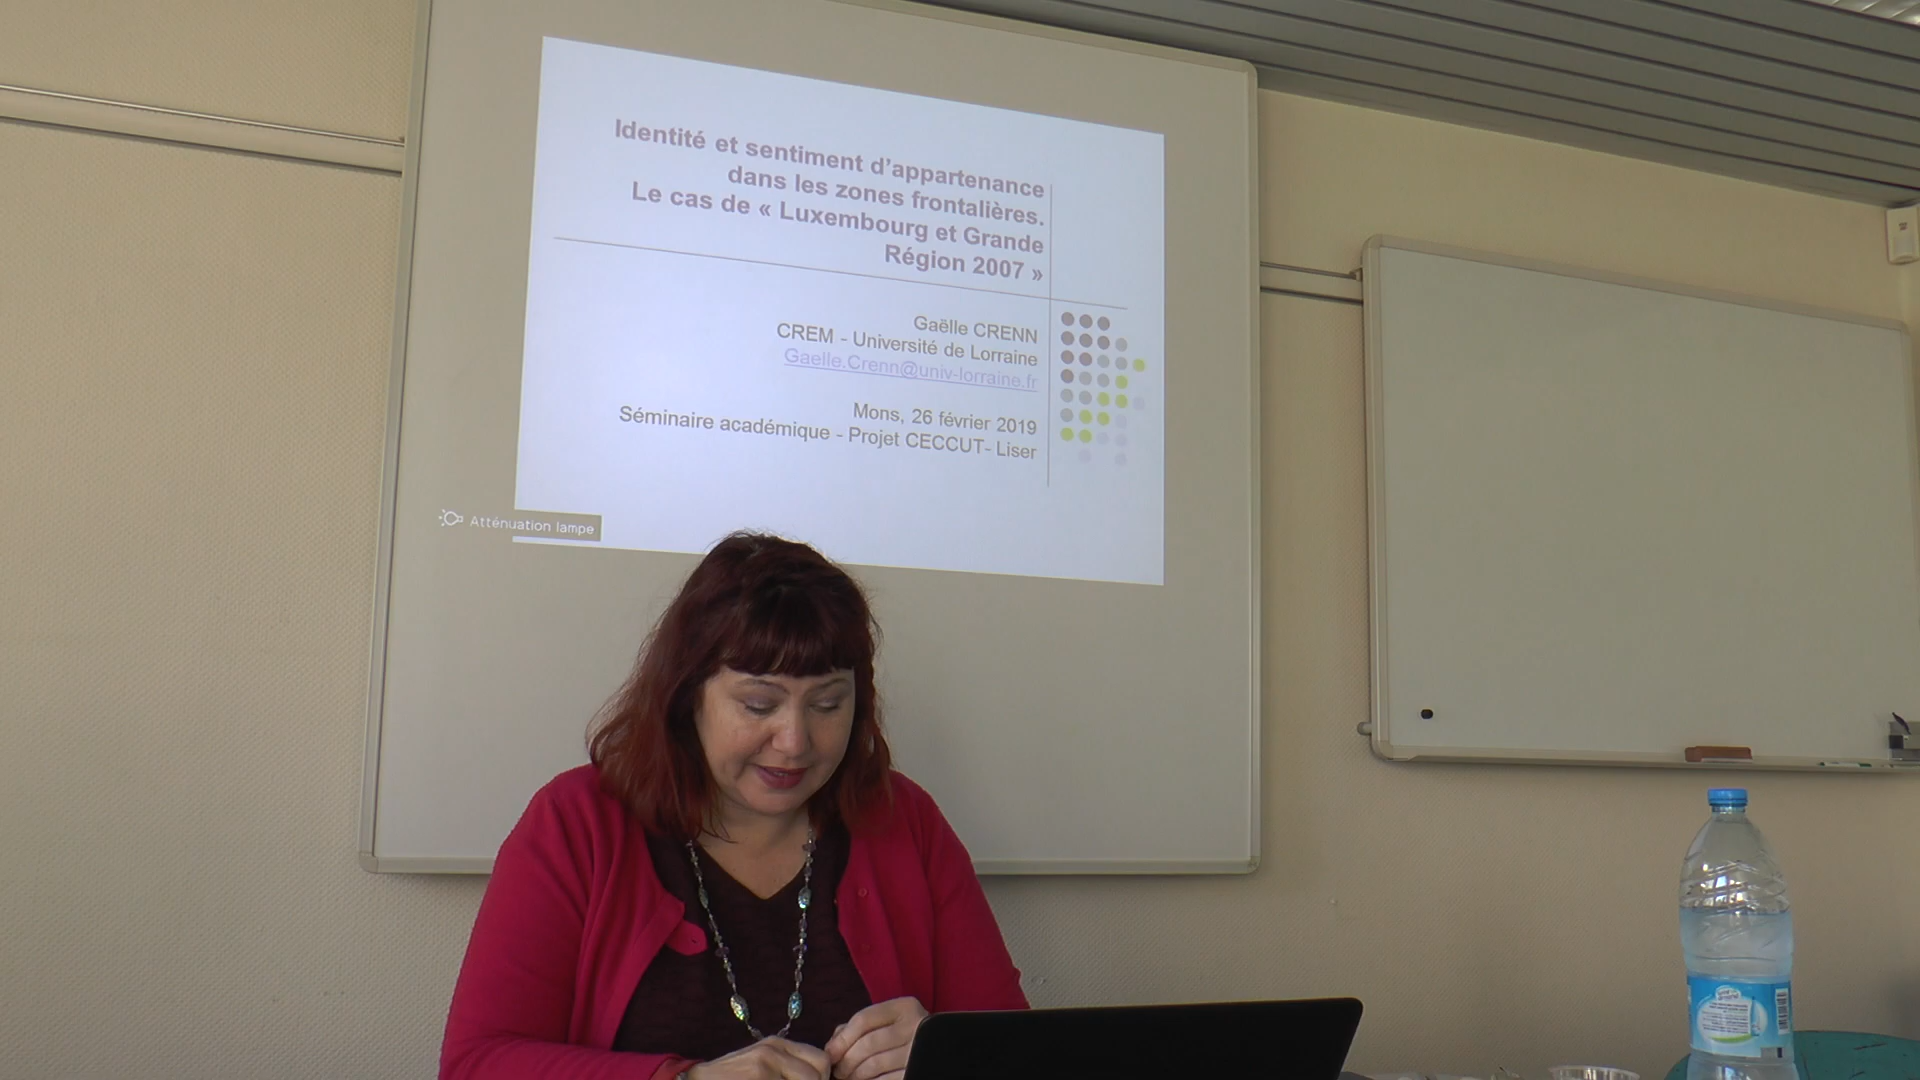 Identité et sentiment d'appartenance
dans les zones frontalières.
Le cas de « Luxembourg et Grande
Région 2007 »
Gaëlle CRENN
CREM - Université de Lorraine
Gaelle.Crenn@univ-lorraine.fr
Mons, 26 février 2019
Séminaire académique - Projet CECCUT- Liser
Atténuation lampe